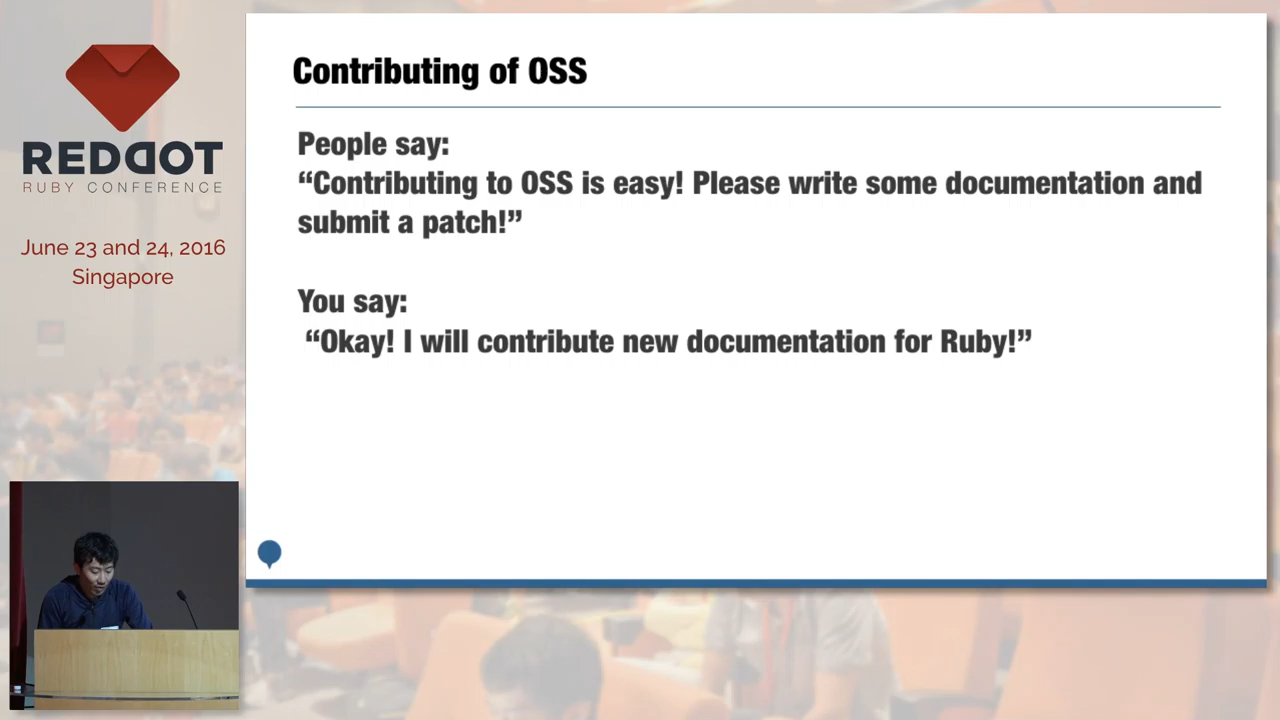 REDDOT
RUBY CONFERENCE
June 23 and 24, 2016
Singapore
Contributing of OSS
People say:
“Contributing to OSS is easy! Please write some documentation and
submit a patch!”
You say:
“Okay! I will contribute new documentation for Ruby!”